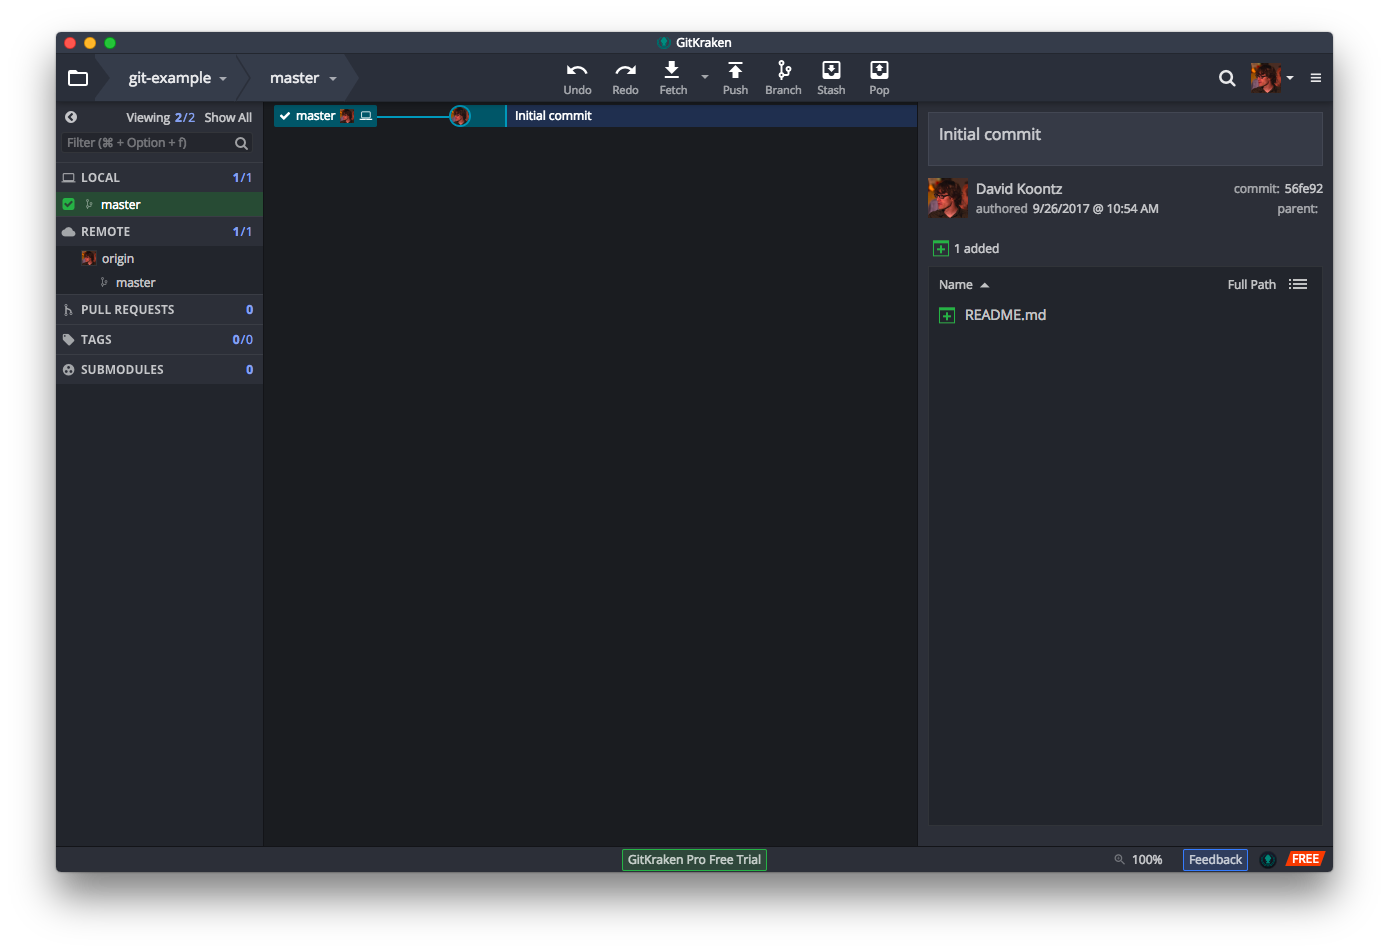 GitKraken
git-example
master
Undo
Redo
Fetch
Push
Branch
Stash
Pop
Viewing 2/2 Show All
Filter (⌘ + Option + f)
LOCAL 1/1
master
REMOTE 1/1
origin
master
PULL REQUESTS 0
TAGS 0/0
SUBMODULES 0
master
Initial commit
Initial commit
David Koontz
authored 9/26/2017 @ 10:54 AM
commit: 56fe92
parent:
1 added
Name
Full Path
README.md
GitKraken Pro Free Trial
100%
Feedback
FREE